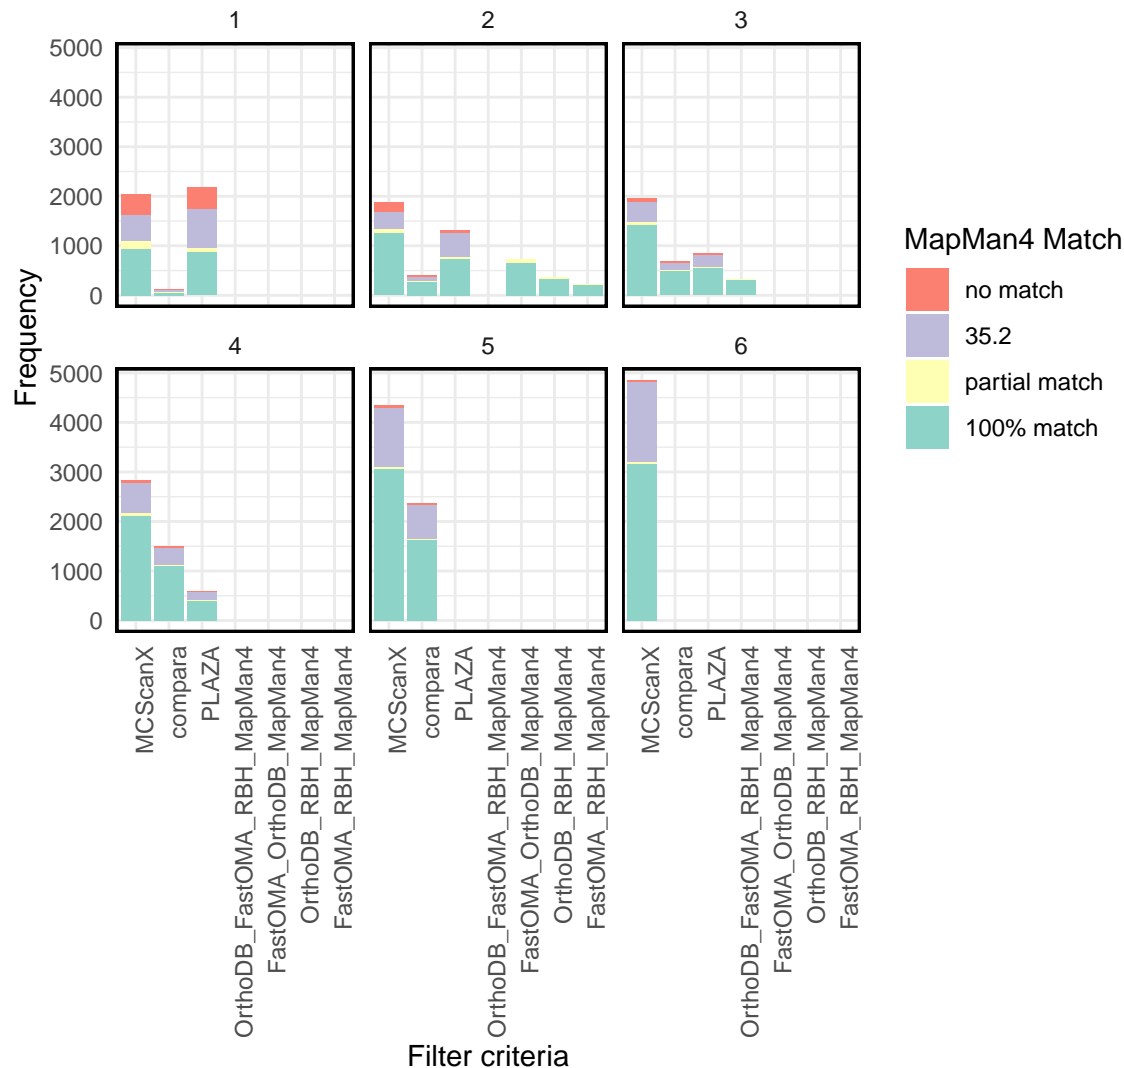 1
2
3
5000
4000
3000
2000
1000
0
Frequency
4
5
6
5000
4000
3000
2000
1000
0
MCScanX
compara
PLAZA
OrthoDB_FastOMA_RBH_MapMan4
FastOMA_OrthoDB_MapMan4
OrthoDB_RBH_MapMan4
FastOMA_RBH_MapMan4
MCScanX
compara
PLAZA
OrthoDB_FastOMA_RBH_MapMan4
FastOMA_OrthoDB_MapMan4
OrthoDB_RBH_MapMan4
FastOMA_RBH_MapMan4
MCScanX
compara
PLAZA
OrthoDB_FastOMA_RBH_MapMan4
FastOMA_OrthoDB_MapMan4
OrthoDB_RBH_MapMan4
FastOMA_RBH_MapMan4
Filter criteria
MapMan4 Match
no match
35.2
partial match
100% match